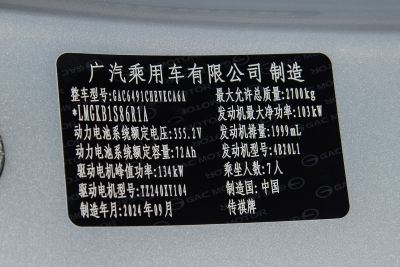 广汽乘用车有限公司 制造
整车型号:GAC6491CHEVKCA6A 最大允许总质量:2700kg
*LMGKB1S86R1A 发动机最大净功率:103kW
动力电池系统额定电压:355.2V 发动机排量:1999mL
动力电池系统额定容量:72Ah 发动机型号:4B20L1
驱动电机峰值功率:134kW 乘坐人数:7人
驱动电机型号:TZ240XY104 制造国:中国
制造年月:2024年09月 传祺牌